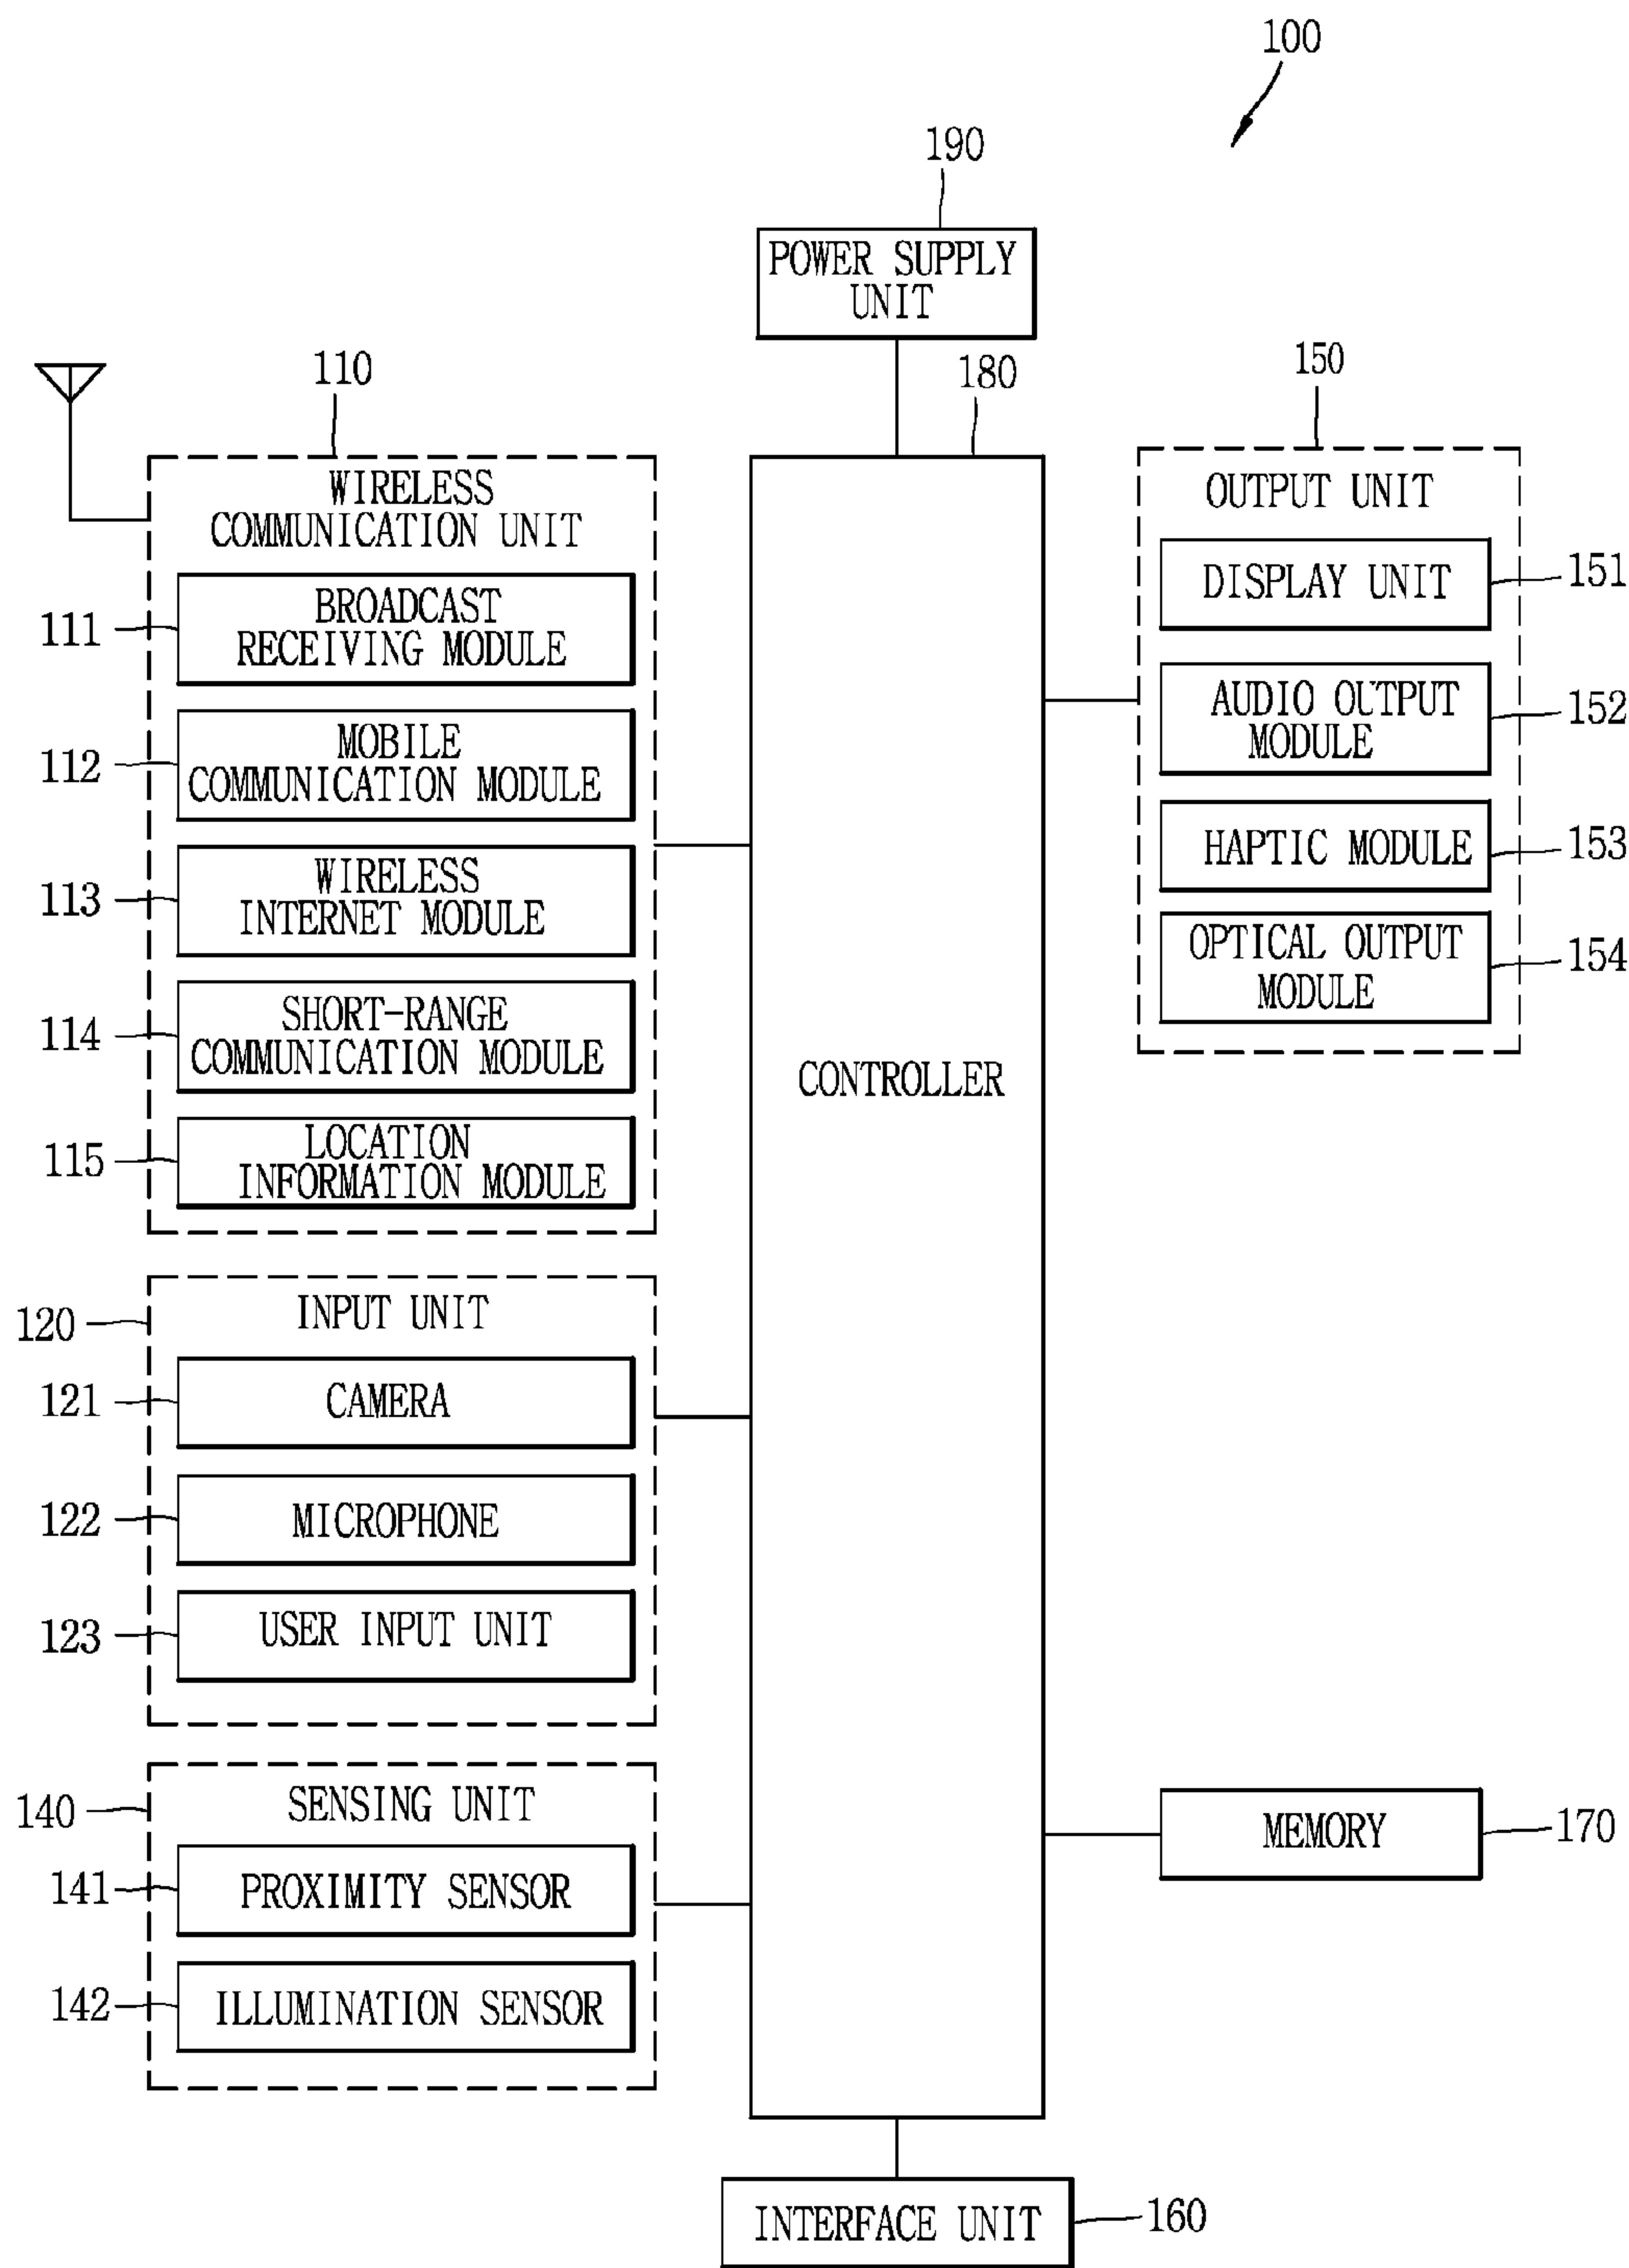 100
190
POWER SUPPLY
UNIT
110
180
150
WIRELESS
COMMUNICATION UNIT
111
BROADCAST
RECEIVING MODULE
112
MOBILE
COMMUNICATION MODULE
113
WIRELESS
INTERNET MODULE
114
SHORT-RANGE
COMMUNICATION MODULE
115
LOCATION
INFORMATION MODULE
120
INPUT UNIT
121
CAMERA
122
MICROPHONE
123
USER INPUT UNIT
140
SENSING UNIT
141
PROXIMITY SENSOR
142
ILLUMINATION SENSOR
CONTROLLER
OUTPUT UNIT
DISPLAY UNIT
151
AUDIO OUTPUT
MODULE
152
HAPTIC MODULE
153
OPTICAL OUTPUT
MODULE
154
MEMORY
170
INTERFACE UNIT
160